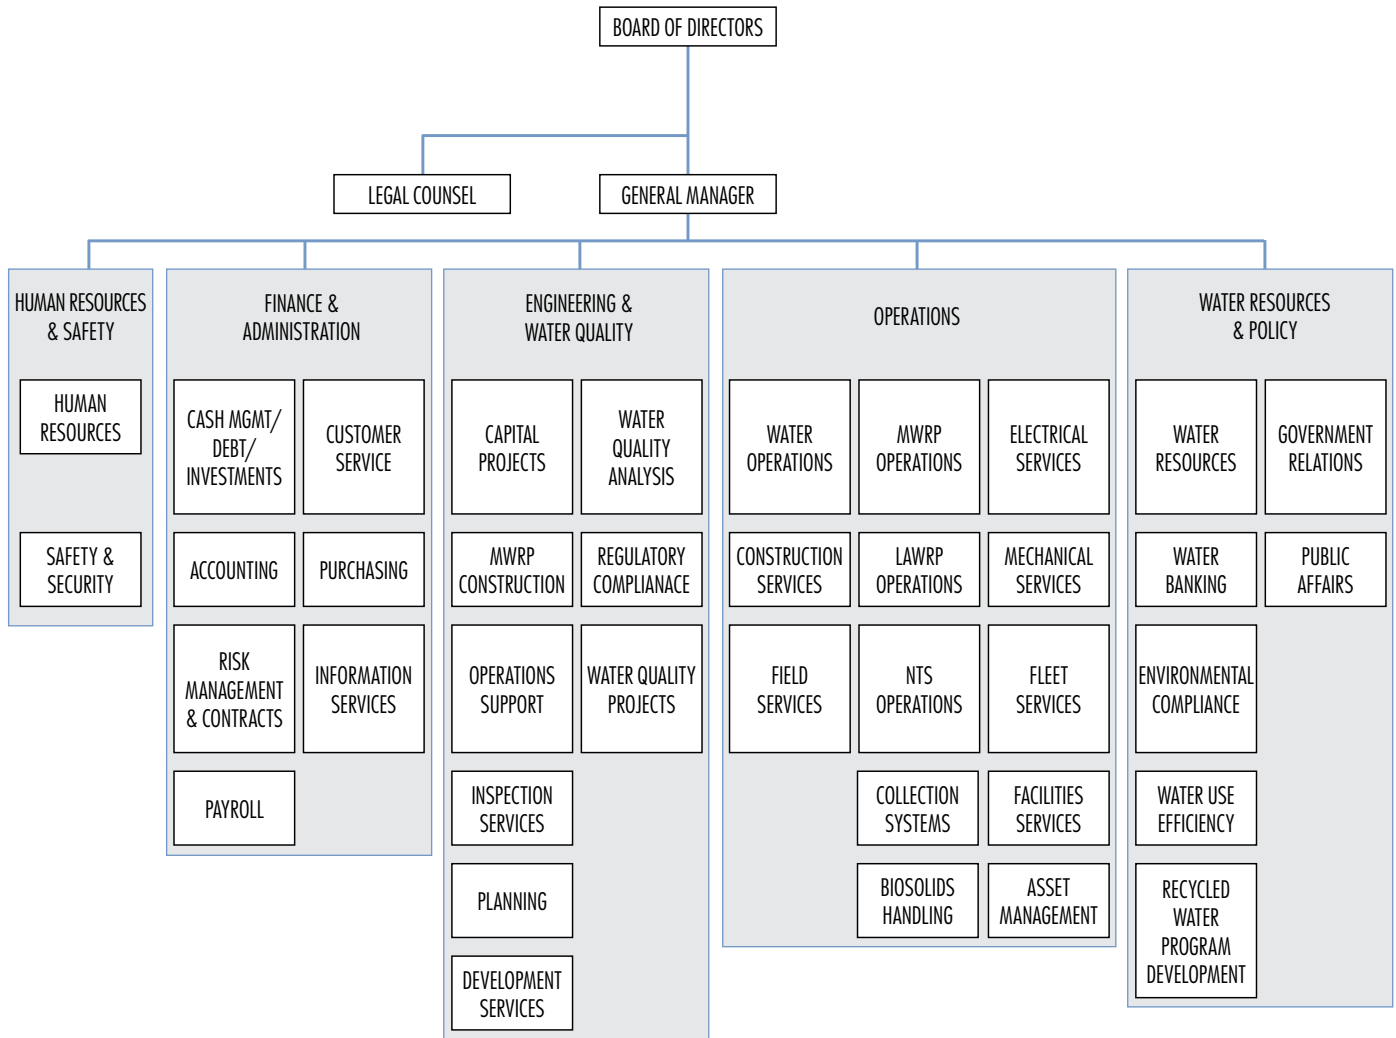 BOARD OF DIRECTORS
LEGAL COUNSEL
GENERAL MANAGER
HUMAN RESOURCES
& SAFETY
HUMAN
RESOURCES
SAFETY &
SECURITY
FINANCE &
ADMINISTRATION
CASH MGMT/
DEBT/
INVESTMENTS
CUSTOMER
SERVICE
ACCOUNTING
PURCHASING
RISK
MANAGEMENT
& CONTRACTS
INFORMATION
SERVICES
PAYROLL
ENGINEERING &
WATER QUALITY
CAPITAL
PROJECTS
WATER
QUALITY
ANALYSIS
MWRP
CONSTRUCTION
REGULATORY
COMPLIANACE
OPERATIONS
SUPPORT
WATER QUALITY
PROJECTS
INSPECTION
SERVICES
PLANNING
DEVELOPMENT
SERVICES
OPERATIONS
WATER
OPERATIONS
MWRP
OPERATIONS
ELECTRICAL
SERVICES
CONSTRUCTION
SERVICES
LAWRP
OPERATIONS
MECHANICAL
SERVICES
FIELD
SERVICES
NTS
OPERATIONS
FLEET
SERVICES
COLLECTION
SYSTEMS
FACILITIES
SERVICES
BIOSOLIDS
HANDLING
ASSET
MANAGEMENT
WATER RESOURCES
& POLICY
WATER
RESOURCES
GOVERNMENT
RELATIONS
WATER
BANKING
PUBLIC
AFFAIRS
ENVIRONMENTAL
COMPLIANCE
WATER USE
EFFICIENCY
RECYCLED
WATER
PROGRAM
DEVELOPMENT